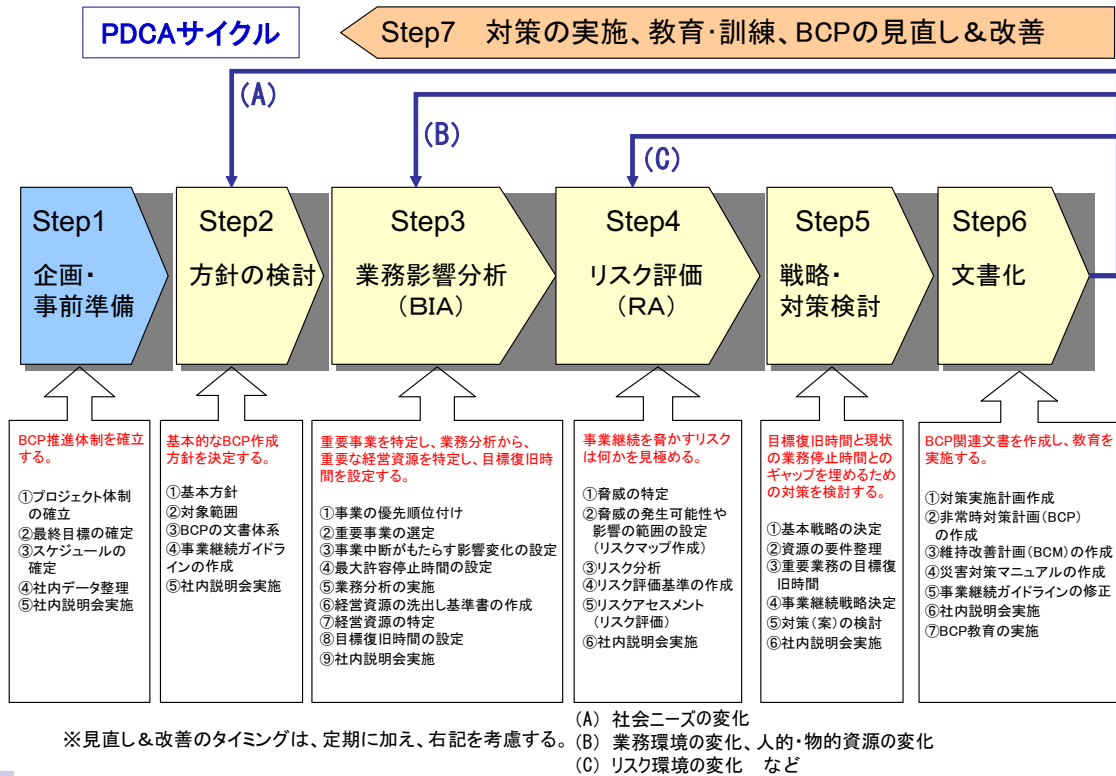 PDCAサイクル
Step7 対策の実施、教育・訓練、BCPの見直し＆改善
(A)
(B)
(C)
Step1
企画・
事前準備
Step2
方針の検討
Step3
業務影響分析
（BIA）
Step4
リスク評価
（RA）
Step5
戦略・
対策検討
Step6
文書化
BCP推進体制を確立
する。
①プロジェクト体制
の確立
②最終目標の確定
③スケジュールの
確定
④社内データ整理
⑤社内説明会実施
基本的なBCP作成
方針を決定する。
①基本方針
②対象範囲
③BCPの文書体系
④事業継続ガイドラ
インの作成
⑤社内説明会実施
重要事業を特定し、業務分析から、
重要な経営資源を特定し、目標復旧時
間を設定する。
①事業の優先順位付け
②重要事業の選定
③事業中断がもたらす影響変化の設定
④最大許容停止時間の設定
⑤業務分析の実施
⑥経営資源の洗出し基準書の作成
⑦経営資源の特定
⑧目標復旧時間の設定
⑨社内説明会実施
事業継続を脅かすリスク
は何かを見極める。
①脅威の特定
②脅威の発生可能性や
影響の範囲の設定
（リスクマップ作成）
③リスク分析
④リスク評価基準の作成
⑤リスクアセスメント
（リスク評価）
⑥社内説明会実施
目標復旧時間と現状
の業務停止時間との
ギャップを埋めるため
の対策を検討する。
①基本戦略の決定
②資源の要件整理
③重要業務の目標復
旧時間
④事業継続戦略決定
⑤対策（案）の検討
⑥社内説明会実施
BCP関連文書を作成し、教育を
実施する。
①対策実施計画作成
②非常時対策計画（BCP）
の作成
③維持改善計画（BCM）の作成
④災害対策マニュアルの作成
⑤事業継続ガイドラインの修正
⑥社内説明会実施
⑦BCP教育の実施
※見直し＆改善のタイミングは、定期に加え、右記を考慮する。
(A) 社会ニーズの変化
(B) 業務環境の変化、人的・物的資源の変化
(C) リスク環境の変化 など